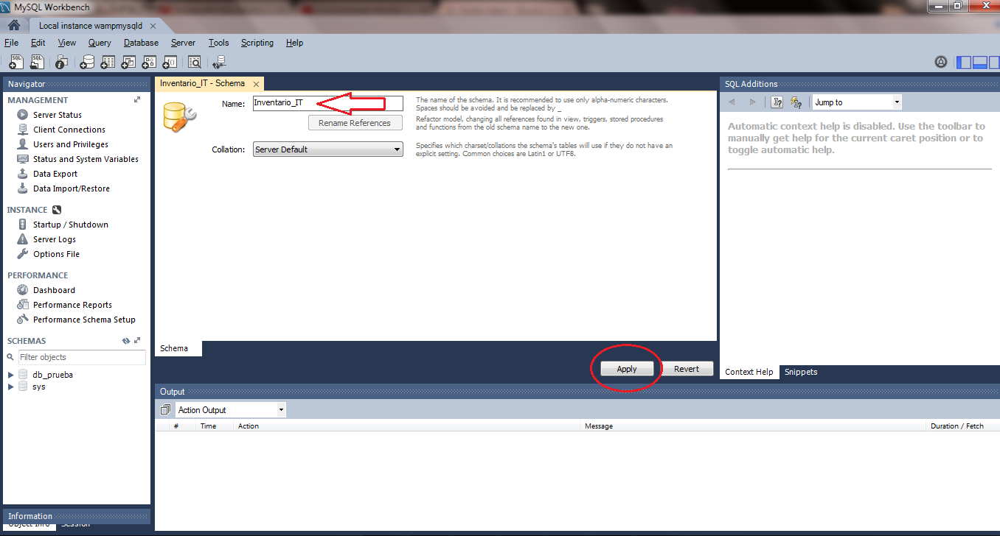 MySQL Workbench
Local instance wampmysqld
File Edit View Query Database Server Tools Scripting Help
Navigator
MANAGEMENT
Server Status
Client Connections
Users and Privileges
Status and System Variables
Data Export
Data Import/Restore
INSTANCE
Startup / Shutdown
Server Logs
Options File
PERFORMANCE
Dashboard
Performance Reports
Performance Schema Setup
SCHEMAS
Filter objects
db_prueba
sys
Information
Object Info Session
Inventario_IT - Schema
Name: Inventario_IT
The name of the schema. It is recommended to use only alpha-numeric characters.
Spaces should be avoided and be replaced by _
Rename References
Refactor model, changing all references found in view, triggers, stored procedures
and functions from the old schema name to the new one.
Collation: Server Default
Specifies which charset/collations the schema's tables will use if they do not have an
explicit setting. Common choices are Latin1 or UTF8.
Schema
Apply Revert
SQL Additions
Jump to
Automatic context help is disabled. Use the toolbar to
manually get help for the current caret position or to
toggle automatic help.
Context Help Snippets
Output
Action Output
# Time Action Message Duration / Fetch